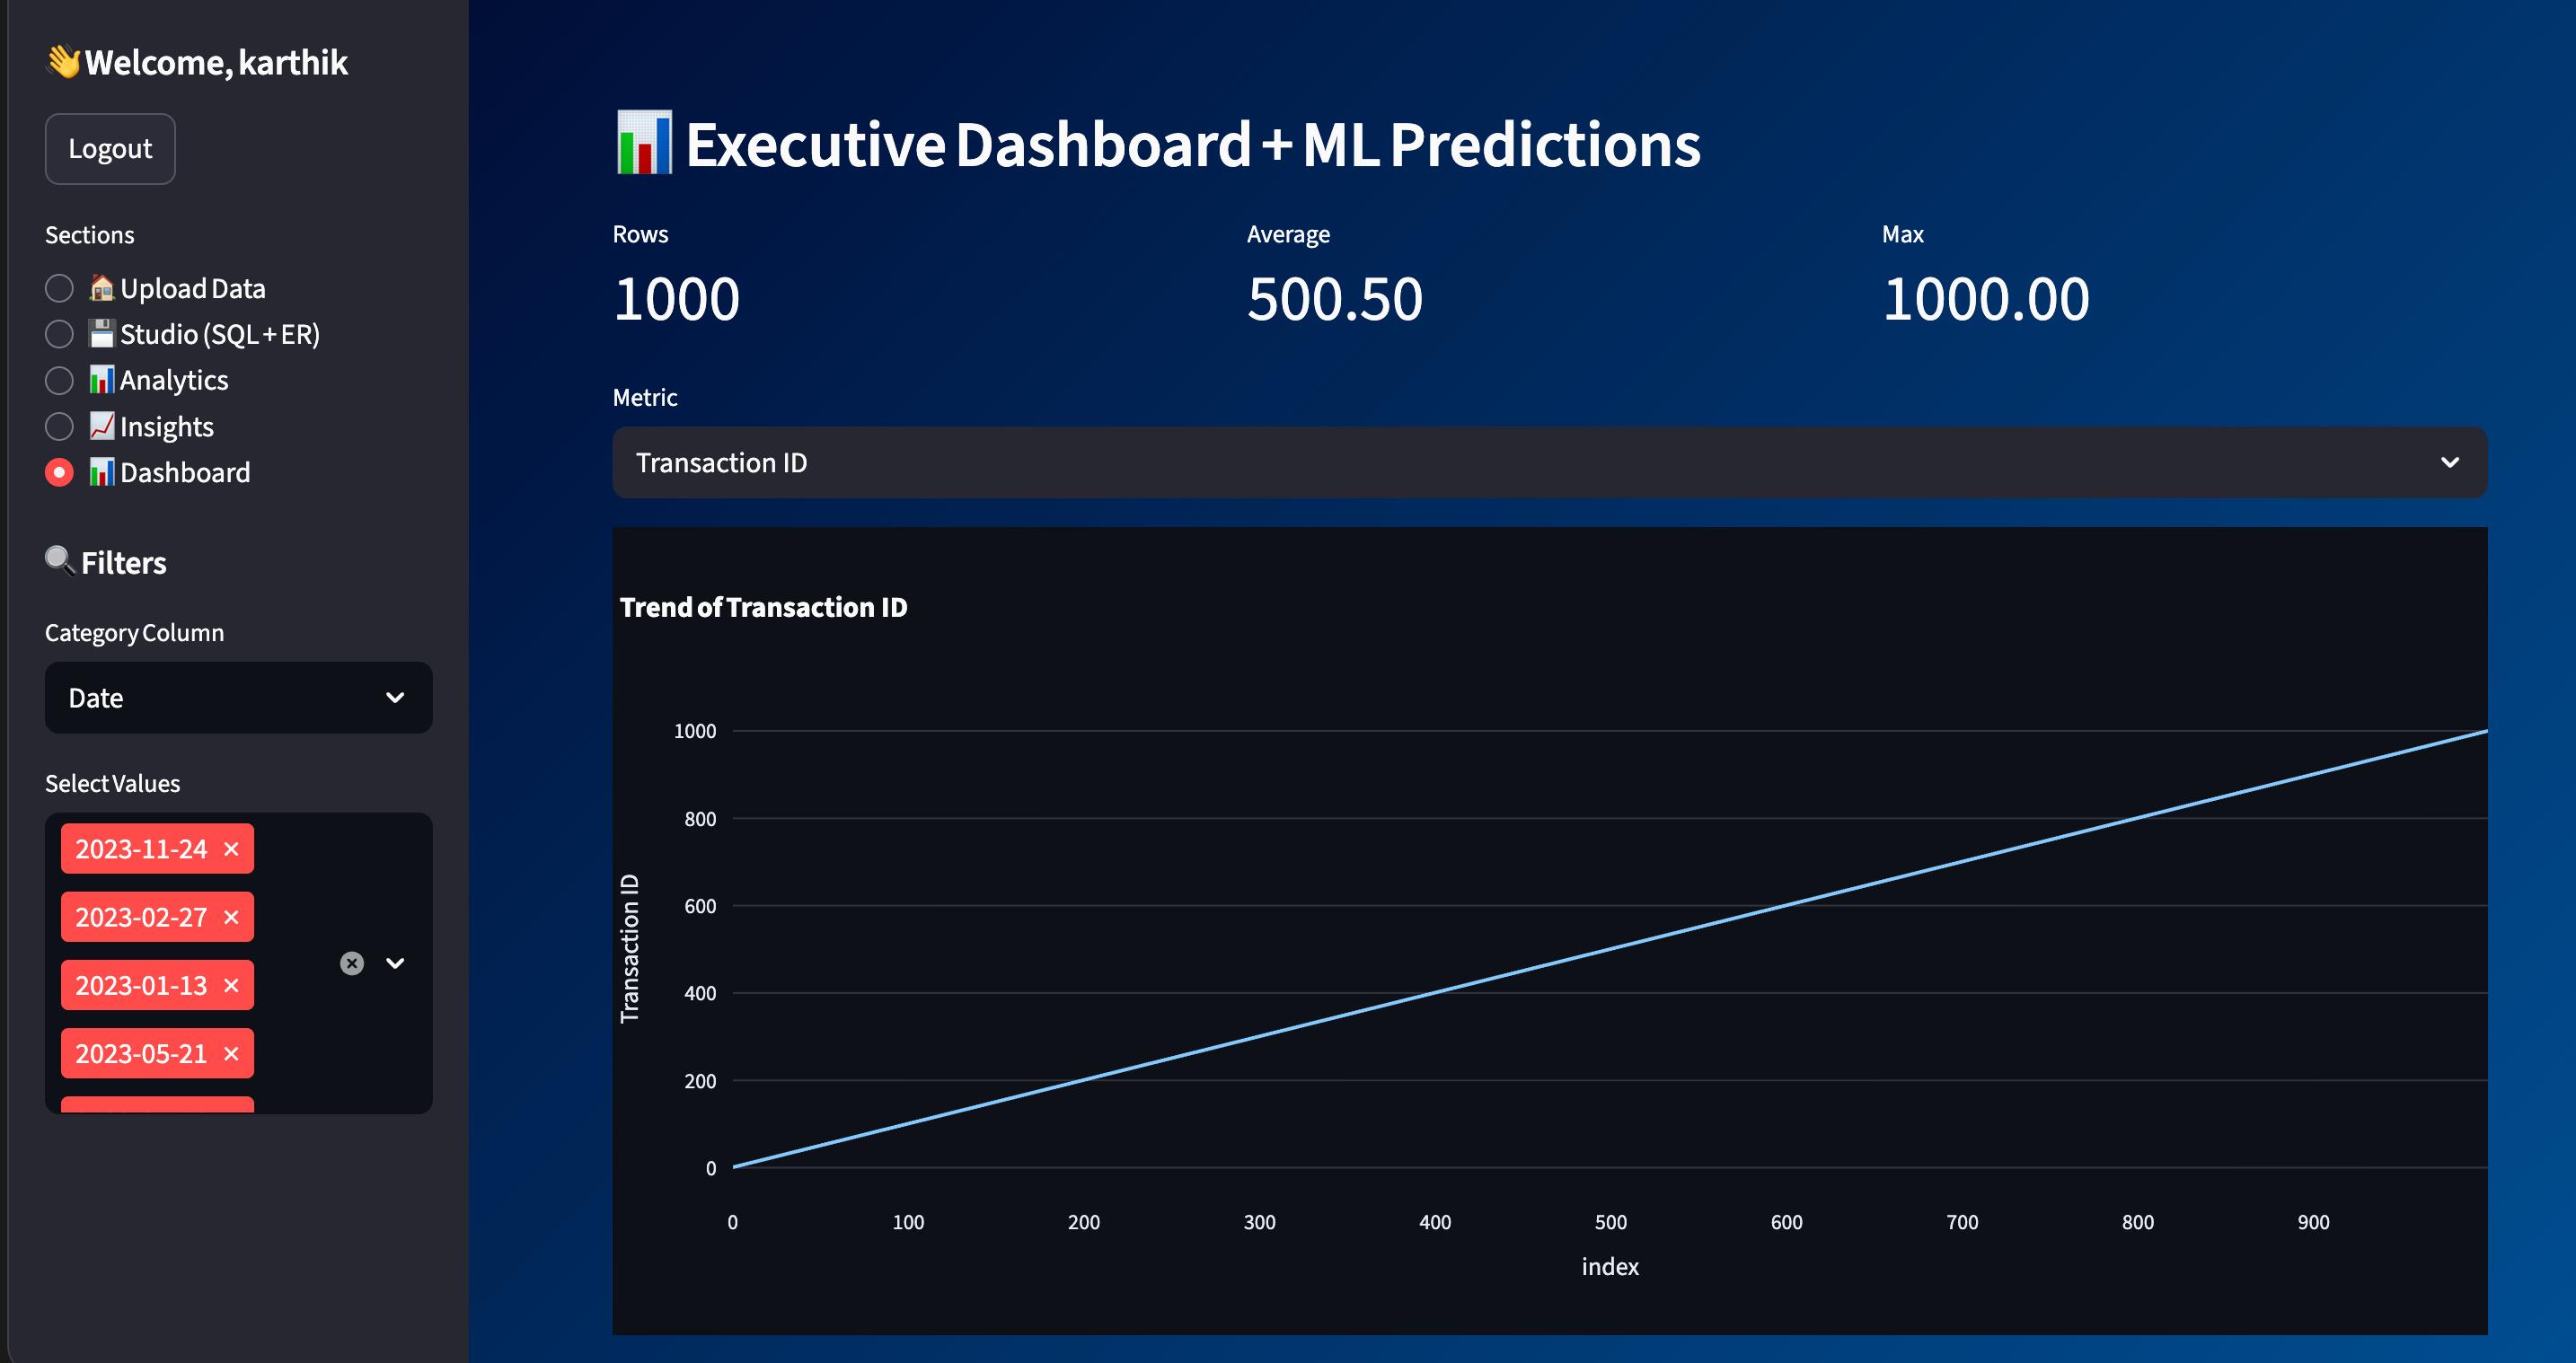 👋 Welcome, karthik
Logout
Sections
🏠 Upload Data
💾 Studio (SQL + ER)
📊 Analytics
📈 Insights
📊 Dashboard
🔍 Filters
Category Column
Date
Select Values
2023-11-24 ×
2023-02-27 ×
2023-01-13 ×
2023-05-21 ×
📊 Executive Dashboard + ML Predictions
Rows
1000
Average
500.50
Max
1000.00
Metric
Transaction ID
Trend of Transaction ID
Transaction ID
1000
800
600
400
200
0
0 100 200 300 400 500 600 700 800 900
index